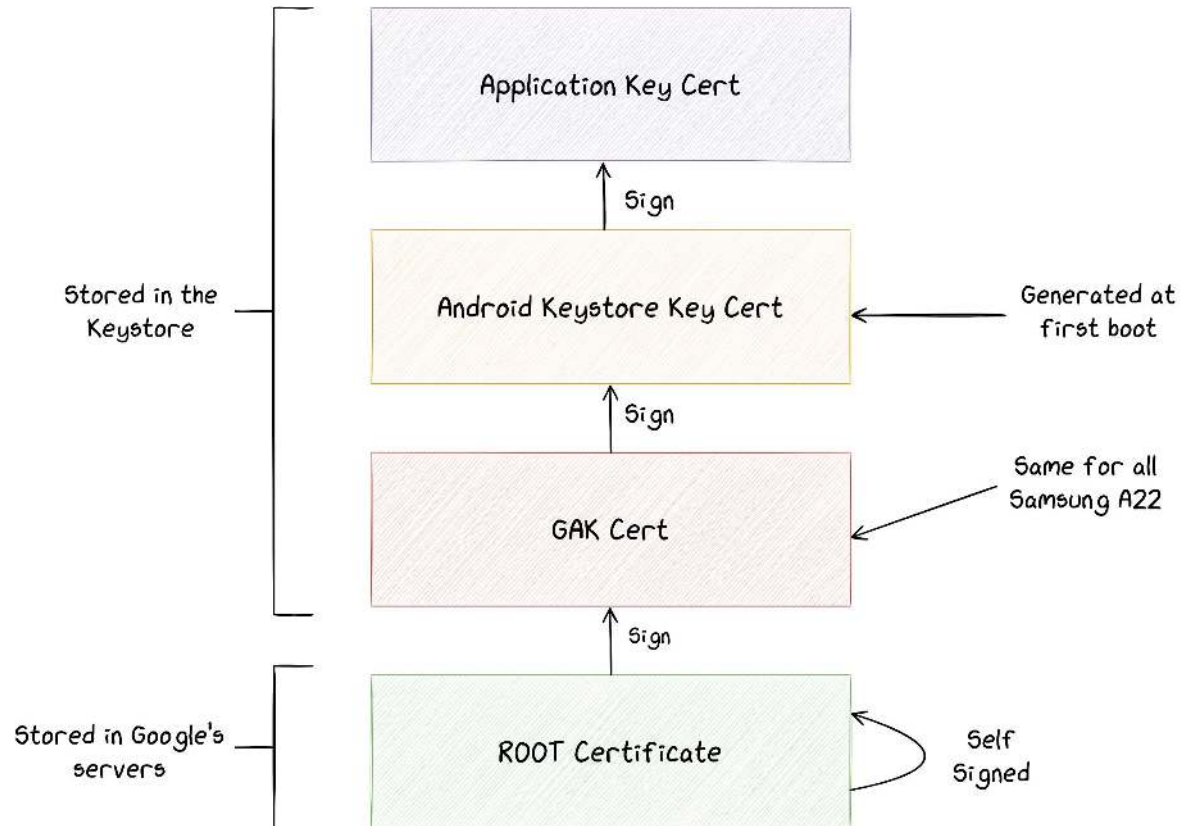 Application Key Cert
Sign
Stored in the
Keystore
Android Keystore Key Cert
Generated at
first boot
Sign
GAK Cert
Same for all
Samsung A22
Sign
Stored in Google's
servers
ROOT Certificate
Self
Signed